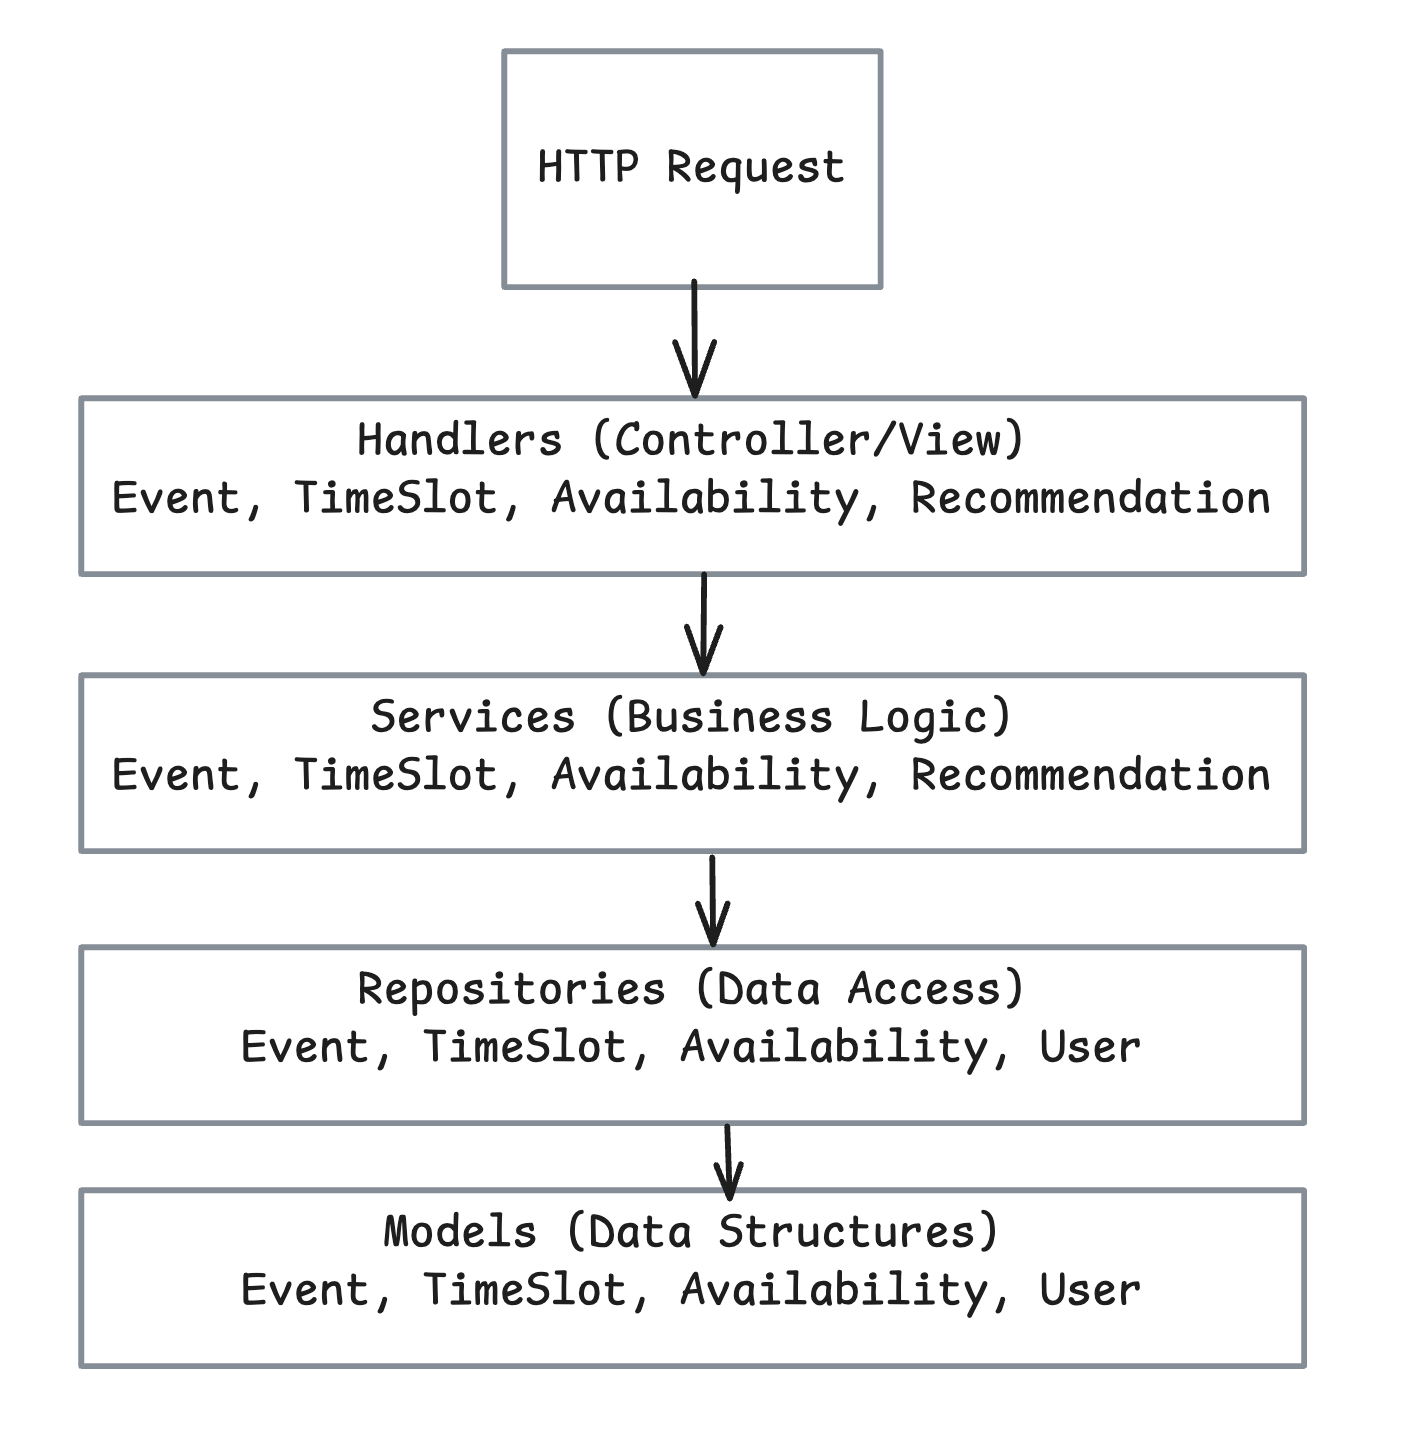 HTTP Request
Handlers (Controller/View)
Event, TimeSlot, Availability, Recommendation
Services (Business Logic)
Event, TimeSlot, Availability, Recommendation
Repositories (Data Access)
Event, TimeSlot, Availability, User
Models (Data Structures)
Event, TimeSlot, Availability, User